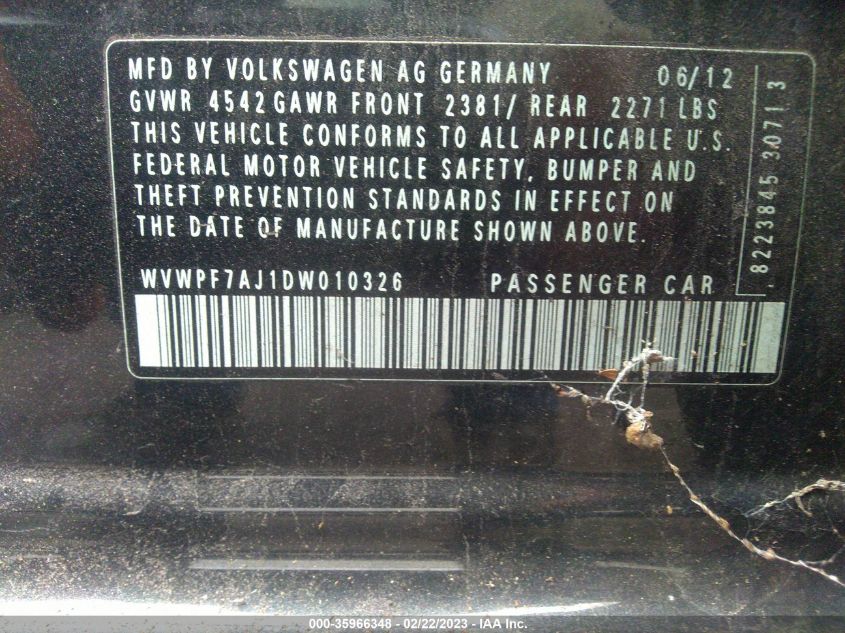 MFD BY VOLKSWAGEN AG GERMANY 06/12
GVWR 4542 GAWR FRONT 2381/ REAR 2271 LBS
THIS VEHICLE CONFORMS TO ALL APPLICABLE U.S.
FEDERAL MOTOR VEHICLE SAFETY, BUMPER AND
THEFT PREVENTION STANDARDS IN EFFECT ON
THE DATE OF MANUFACTURE SHOWN ABOVE.
WVWPF7AJ1DW010326 PASSENGER CAR
.8223845 30713
000-35966348 - 02/22/2023 - IAA Inc.